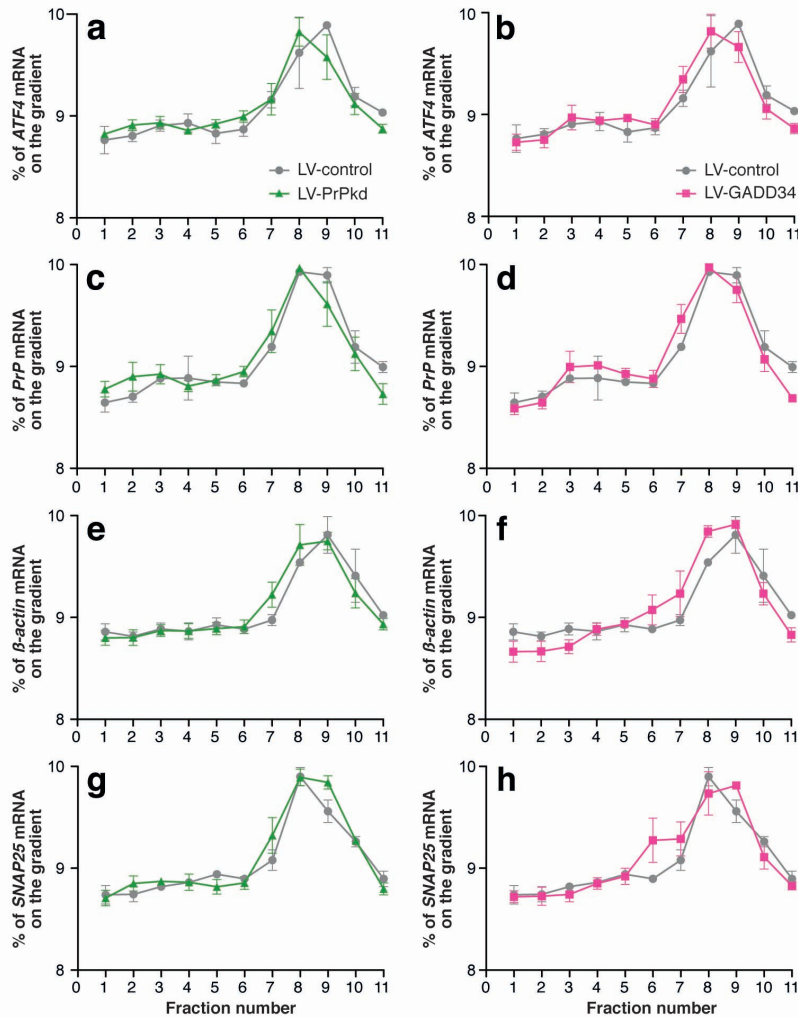 a
% of ATF4 mRNA
on the gradient
10
9
8
0 1 2 3 4 5 6 7 8 9 10 11
LV-control
LV-PrPkd
b
% of ATF4 mRNA
on the gradient
10
9
8
0 1 2 3 4 5 6 7 8 9 10 11
LV-control
LV-GADD34
c
% of PrP mRNA
on the gradient
10
9
8
0 1 2 3 4 5 6 7 8 9 10 11
d
% of PrP mRNA
on the gradient
10
9
8
0 1 2 3 4 5 6 7 8 9 10 11
e
% of ß-actin mRNA
on the gradient
10
9
8
0 1 2 3 4 5 6 7 8 9 10 11
f
% of ß-actin mRNA
on the gradient
10
9
8
0 1 2 3 4 5 6 7 8 9 10 11
g
% of SNAP25 mRNA
on the gradient
10
9
8
0 1 2 3 4 5 6 7 8 9 10 11
Fraction number
h
% of SNAP25 mRNA
on the gradient
10
9
8
0 1 2 3 4 5 6 7 8 9 10 11
Fraction number